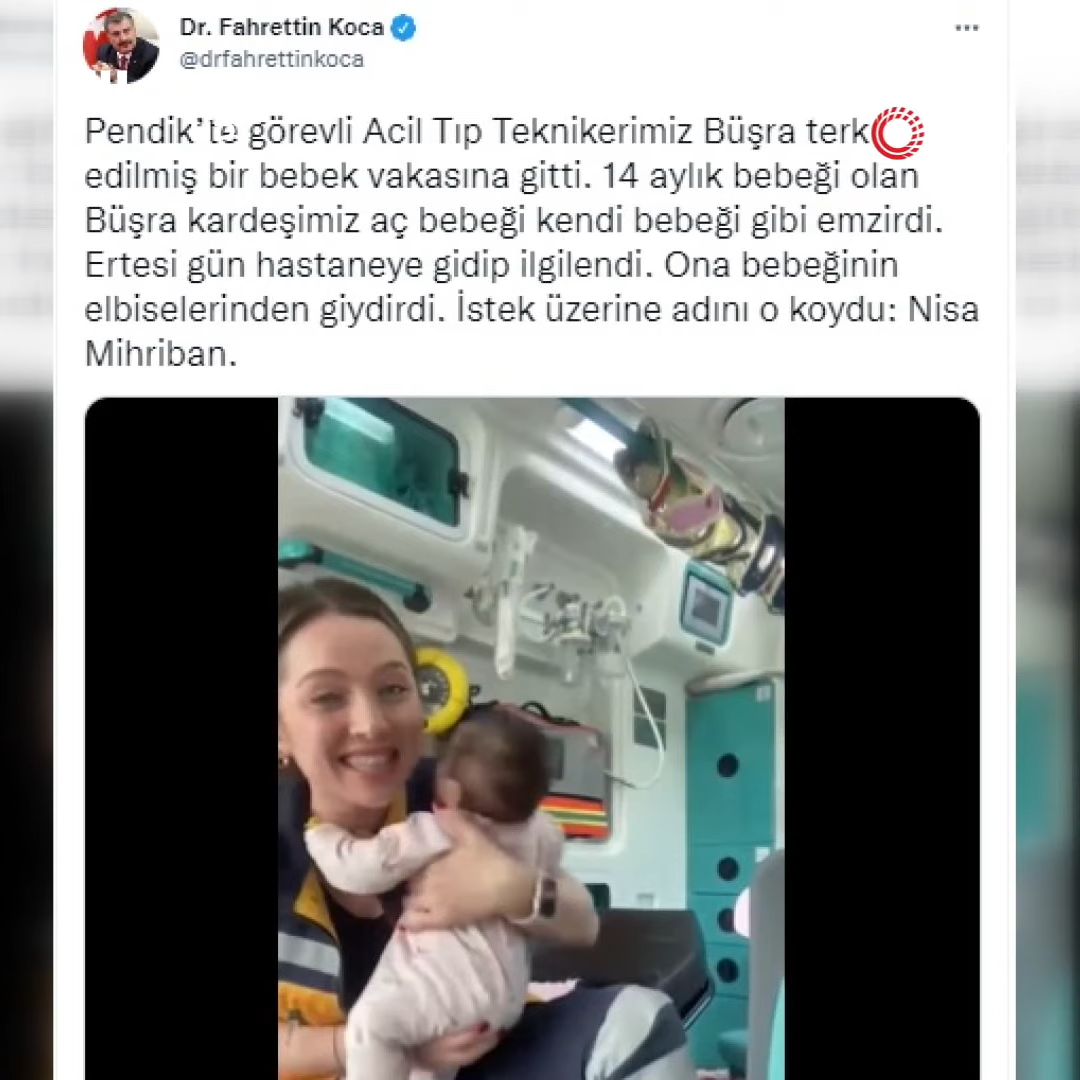 Dr. Fahrettin Koca
@drfahrettinkoca
Pendik’te görevli Acil Tıp Teknikerimiz Büşra terk
edilmiş bir bebek vakasına gitti. 14 aylık bebeği olan
Büşra kardeşimiz aç bebeği kendi bebeği gibi emzirdi.
Ertesi gün hastaneye gidip ilgilendi. Ona bebeğinin
elbiselerinden giydirdi. İstek üzerine adını o koydu: Nisa
Mihriban.